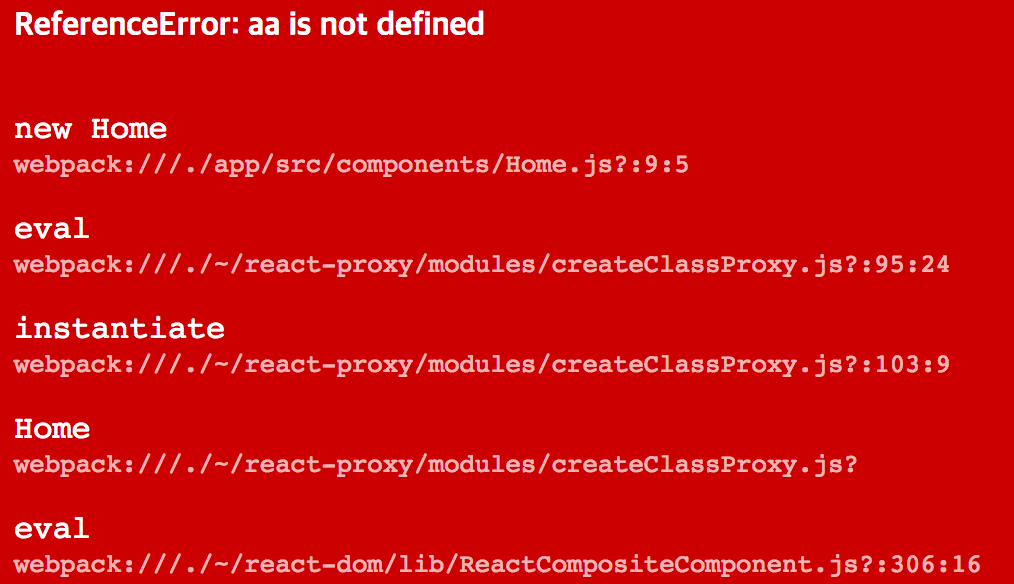 ReferenceError: aa is not defined
new Home
webpack:///./app/src/components/Home.js?:9:5
eval
webpack:///./~/react-proxy/modules/createClassProxy.js?:95:24
instantiate
webpack:///./~/react-proxy/modules/createClassProxy.js?:103:9
Home
webpack:///./~/react-proxy/modules/createClassProxy.js?
eval
webpack:///./~/react-dom/lib/ReactCompositeComponent.js?:306:16